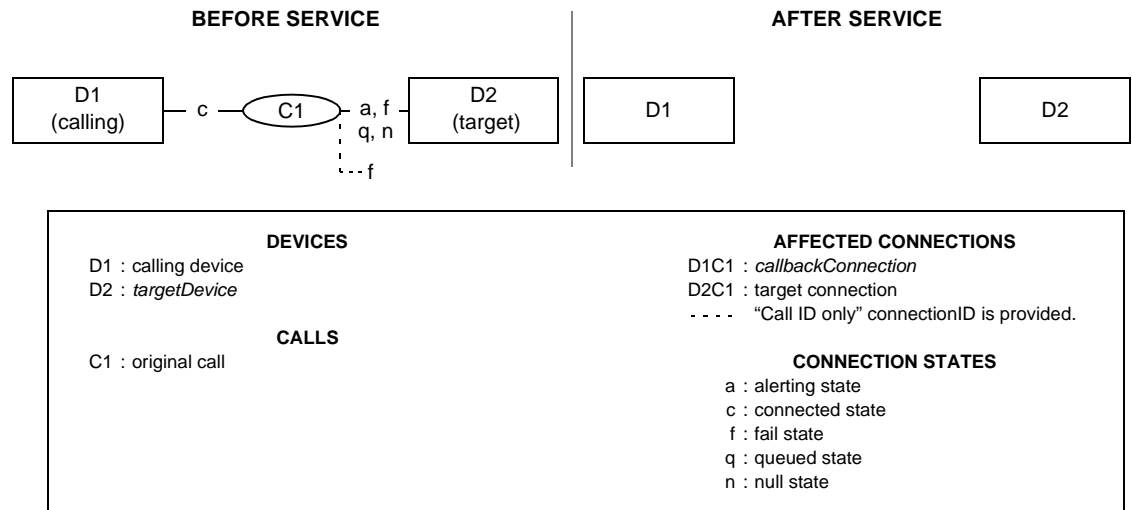 BEFORE SERVICE
AFTER SERVICE
D1
(calling)
c
C1
a, f
q, n
f
D2
(target)
D1
D2
DEVICES
D1 : calling device
D2 : targetDevice
CALLS
C1 : original call
AFFECTED CONNECTIONS
D1C1 : callbackConnection
D2C1 : target connection
- - - - “Call ID only” connectionID is provided.
CONNECTION STATES
a : alerting state
c : connected state
f : fail state
q : queued state
n : null state